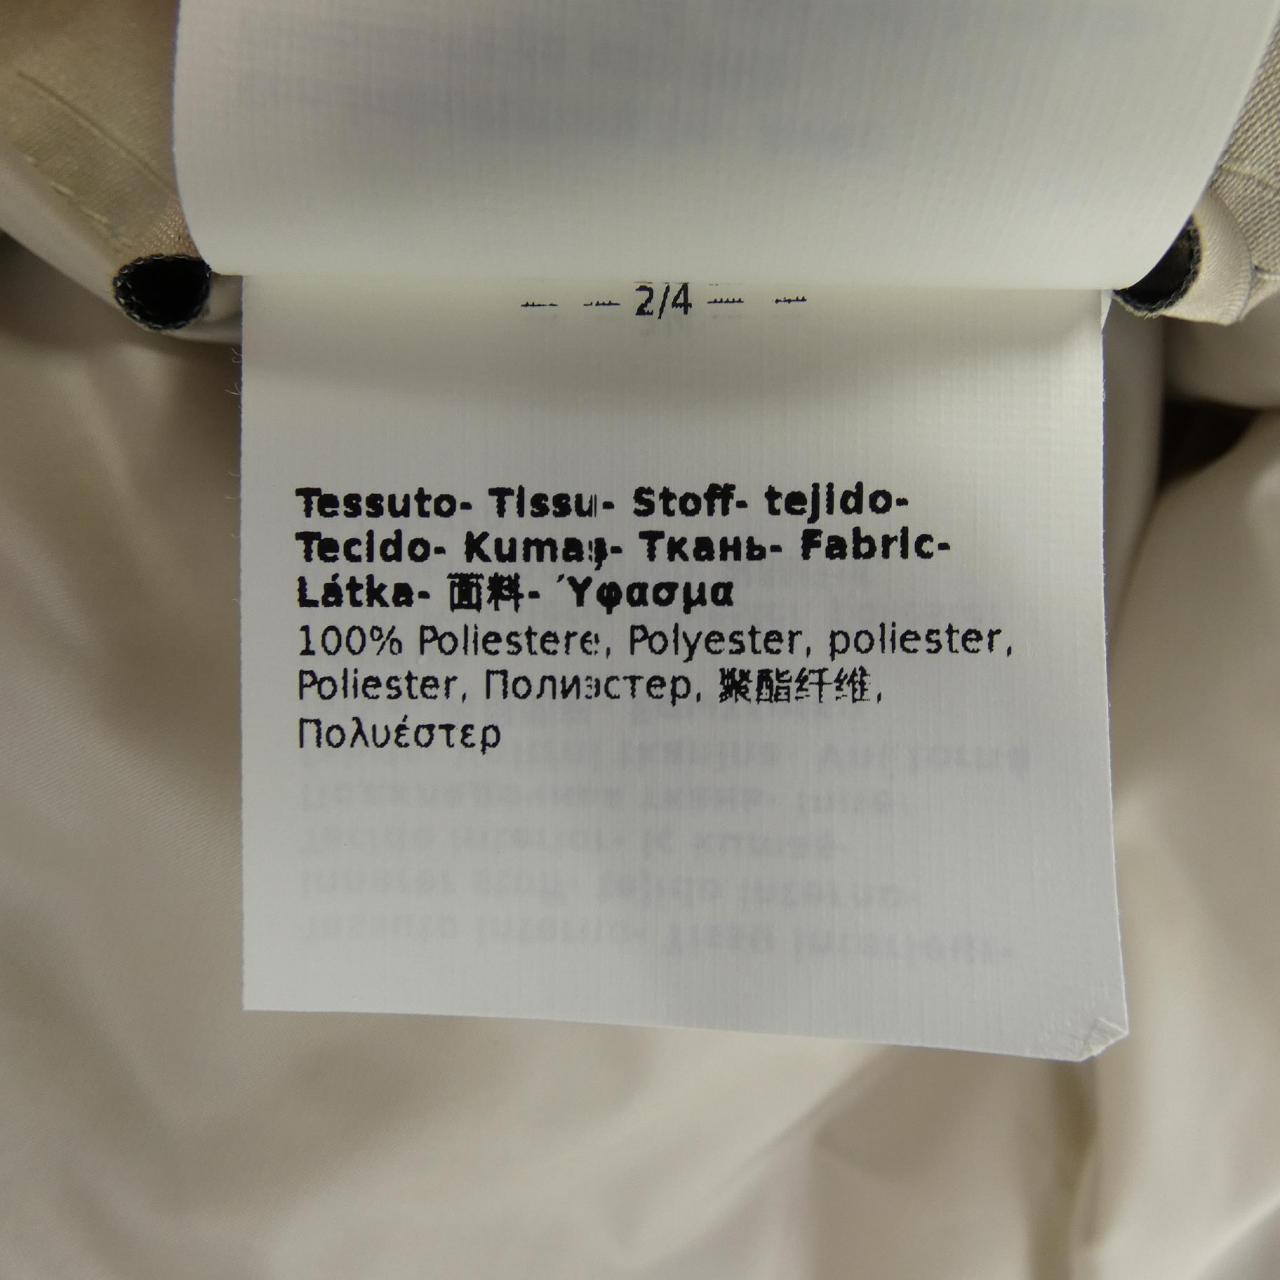 2/4
Tessuto- Tissu- Stoff- tejido-
Tecido- Kumaş- Ткань- Fabric-
Látka- 面料- Ύφασμα
100% Poliestere, Polyester, poliester,
Poliester, Полиэстер, 聚酯纤维,
Πολυέστερ